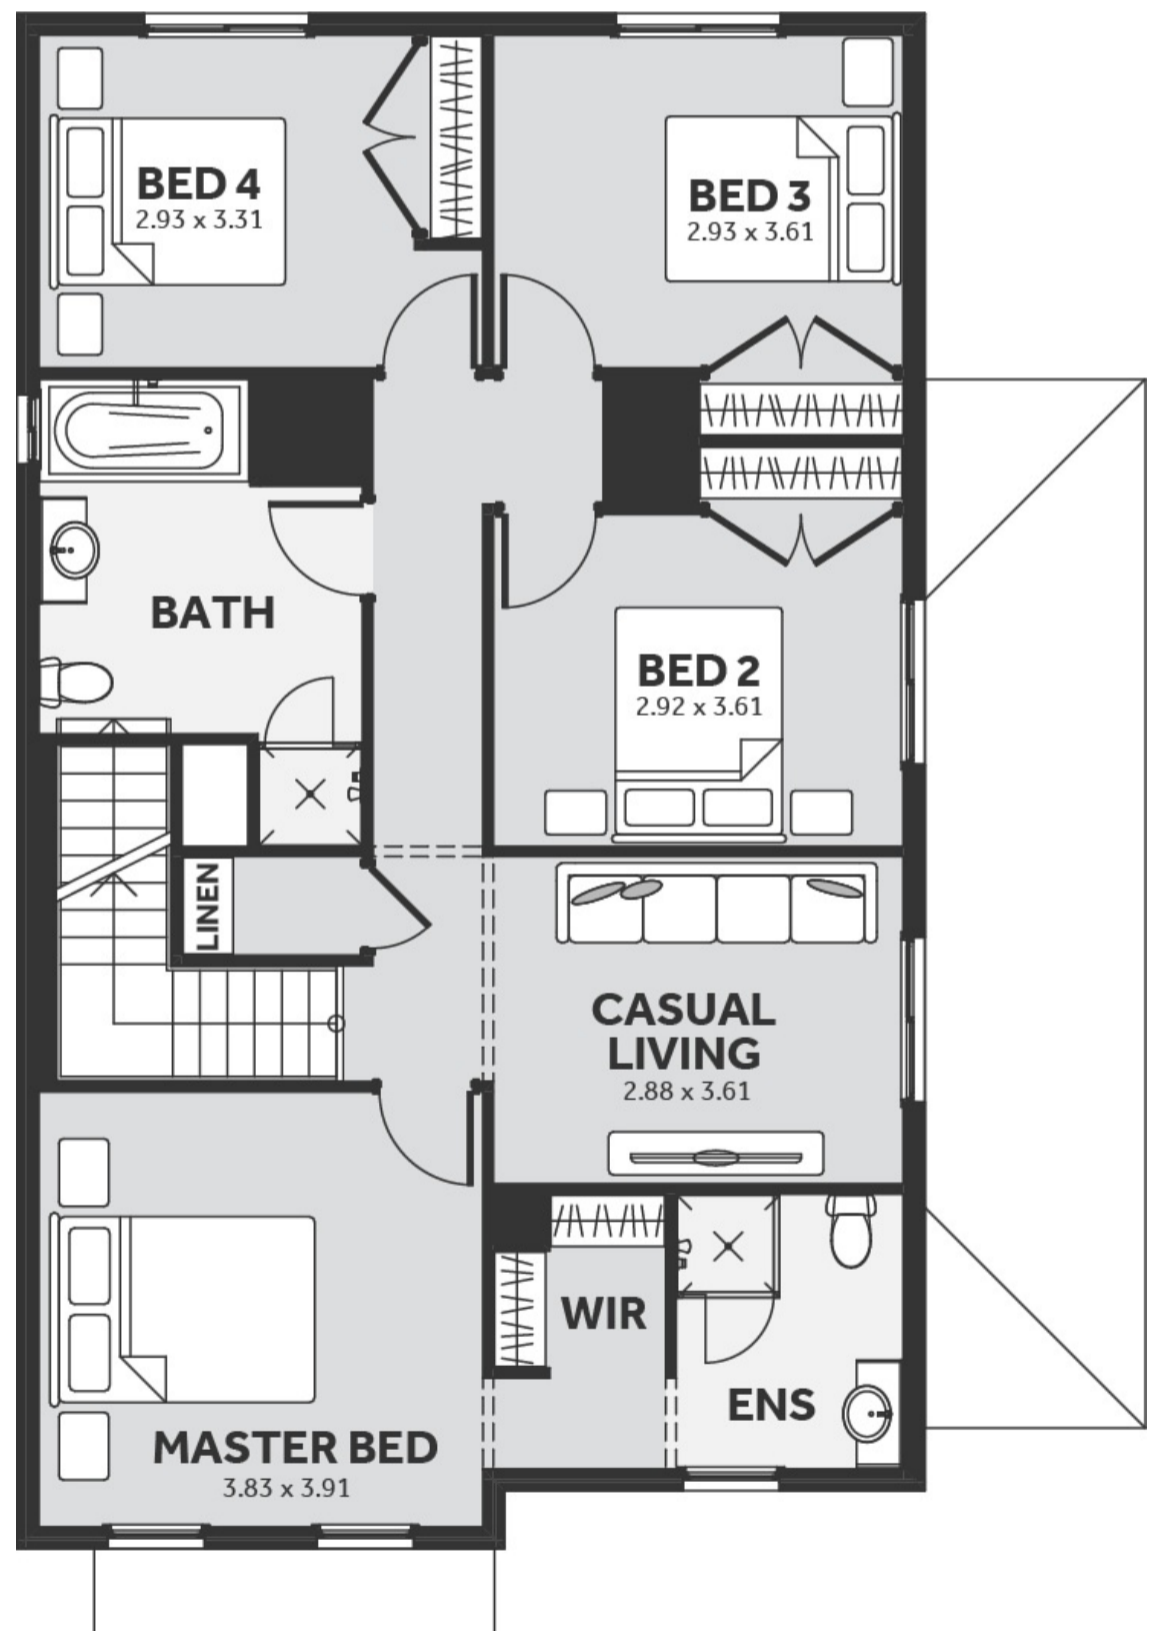 BED 4
2.93 x 3.31
BED 3
2.93 x 3.61
BATH
BED 2
2.92 x 3.61
LINEN
CASUAL
LIVING
2.88 x 3.61
WIR
ENS
MASTER BED
3.83 x 3.91